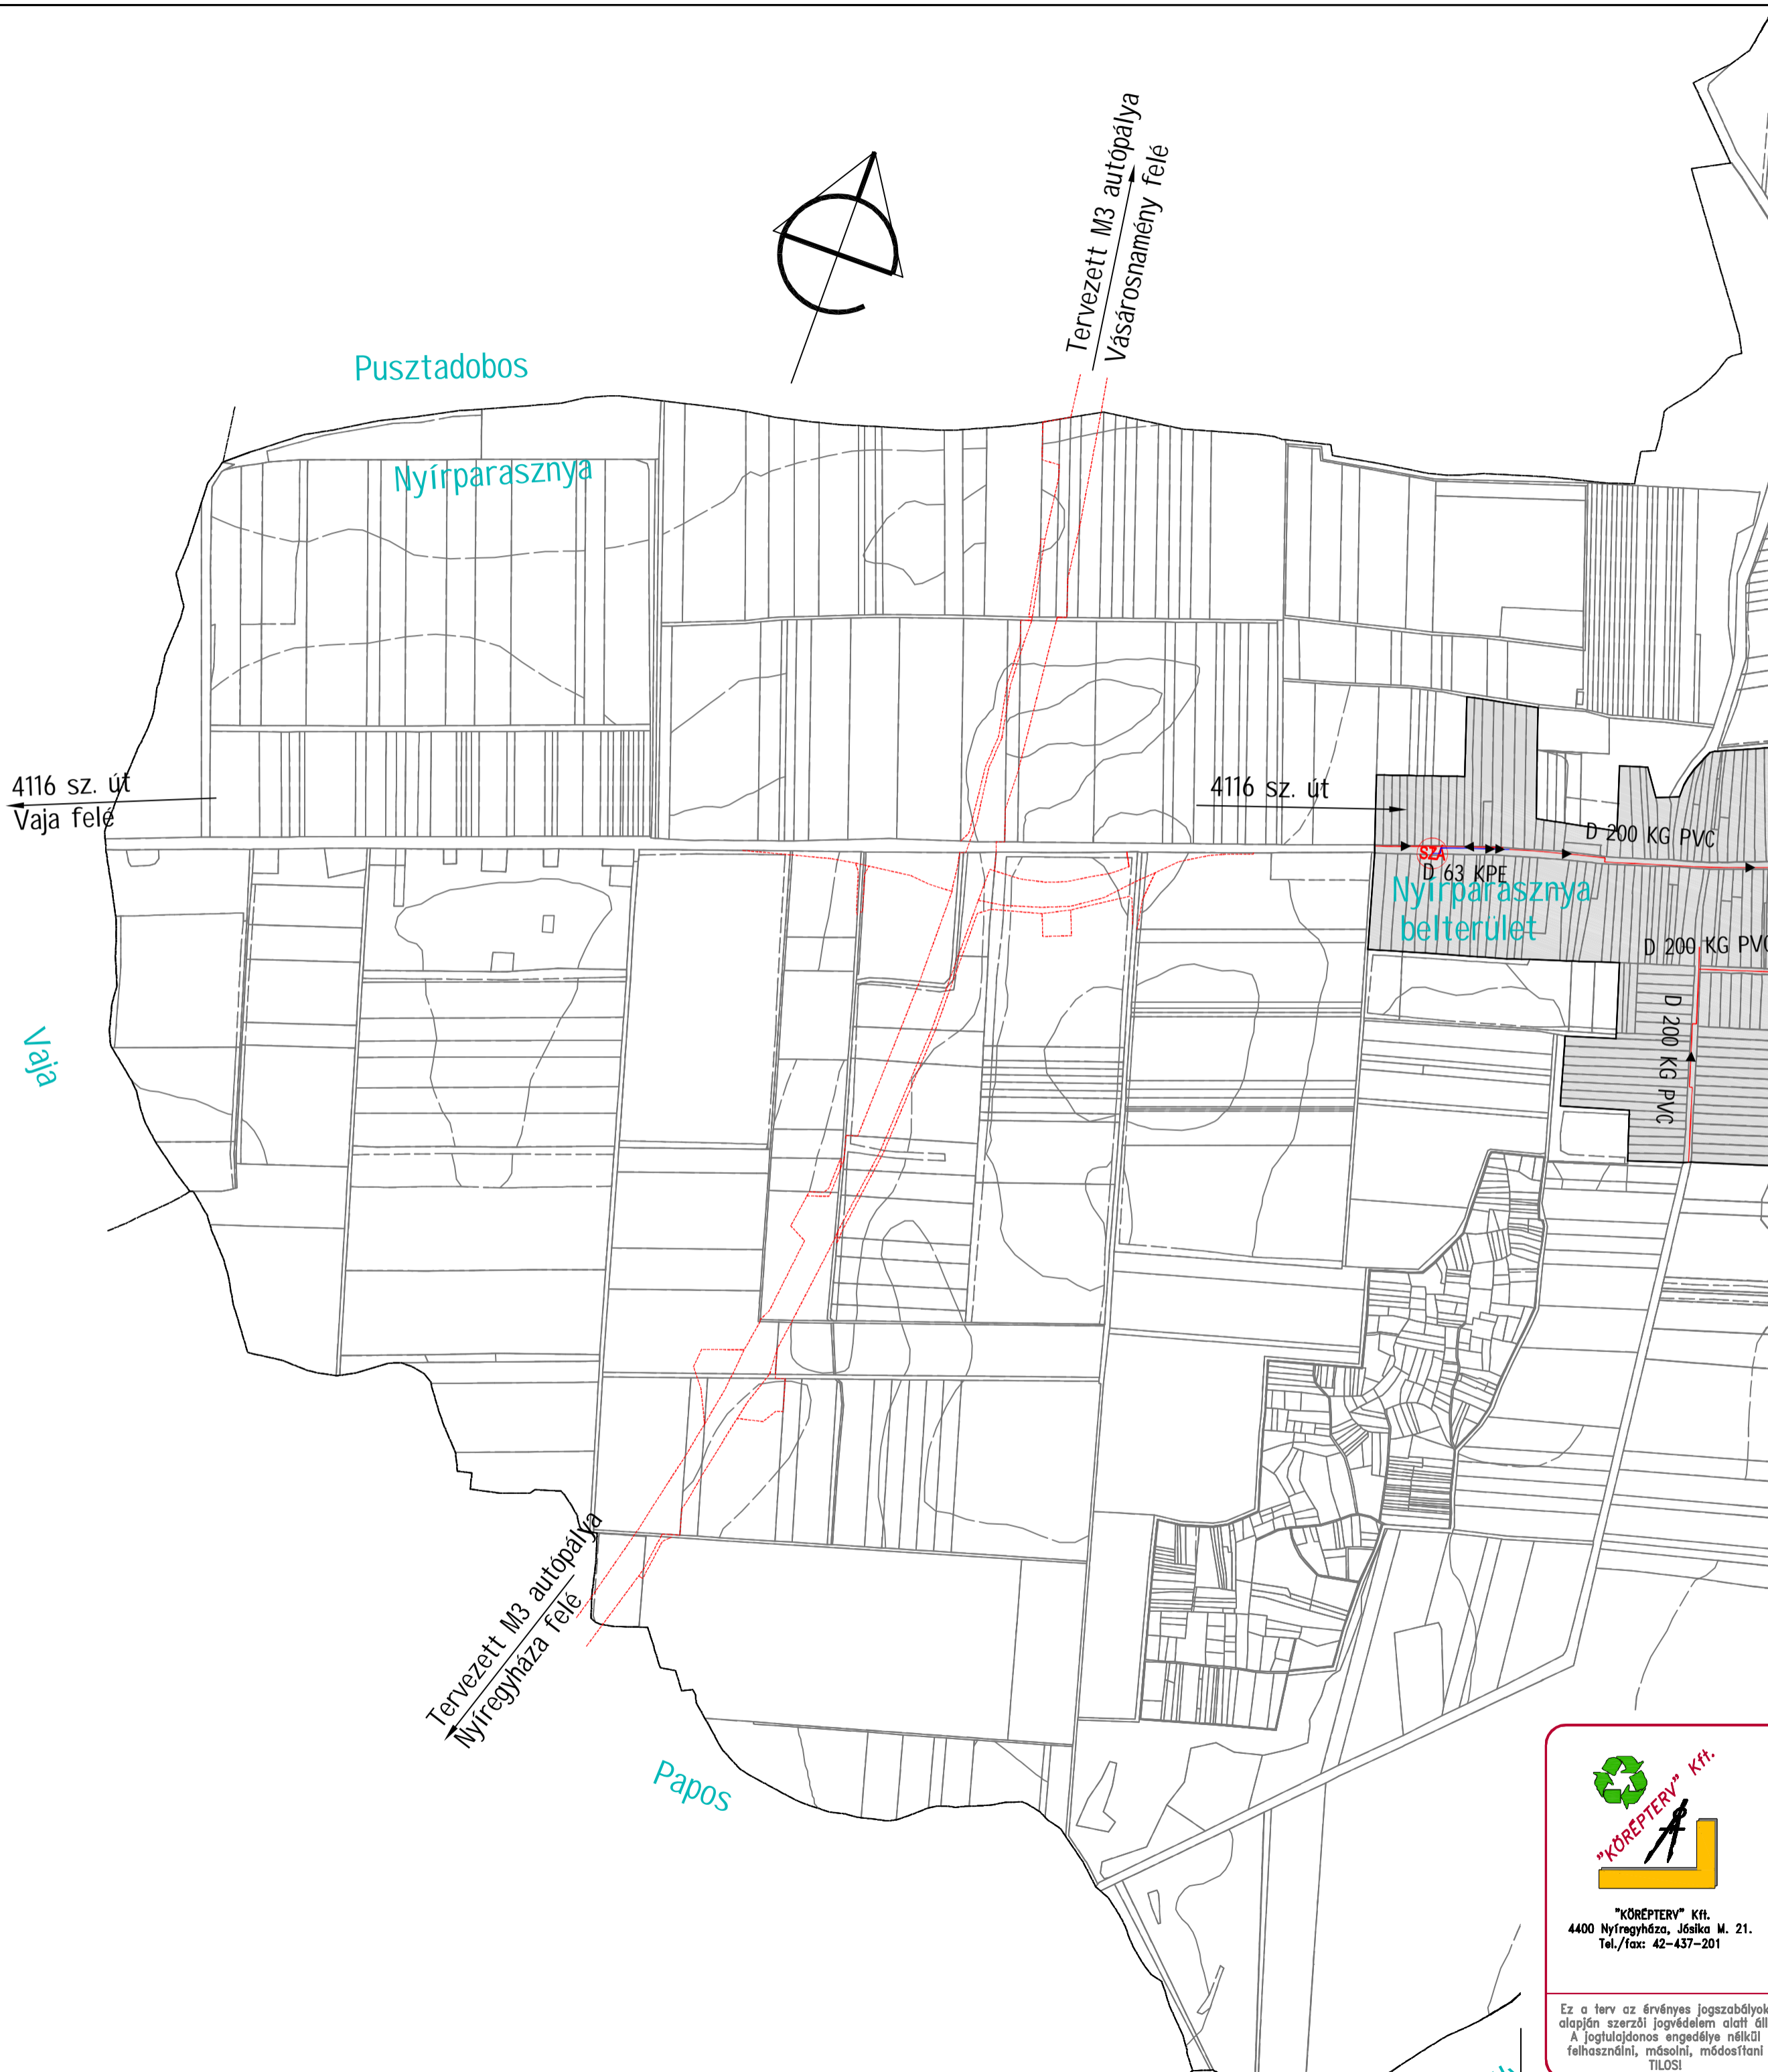 Tervezett M3 autópálya
Vásárosnamény felé
Pusztadobos
Nyírparasznya
4116 sz. út
Vaja felé
4116 sz. út
D 200 KG PVC
SZA
D 63 KPE
Nyírparasznya
belterület
D 200 KG PVC
D 200 KG PVC
Vaja
Tervezett M3 autópálya
Nyíregyháza felé
Papos
"KÖRÉPTERV" Kft.
"KÖRÉPTERV" Kft.
4400 Nyíregyháza, Jósika M. 21.
Tel./fax: 42-437-201
Ez a terv az érvényes jogszabályok
alapján szerzői jogvédelem alatt áll
A jogtulajdonos engedélye nélkül
felhasználni, másolni, módosítani
TILOS!